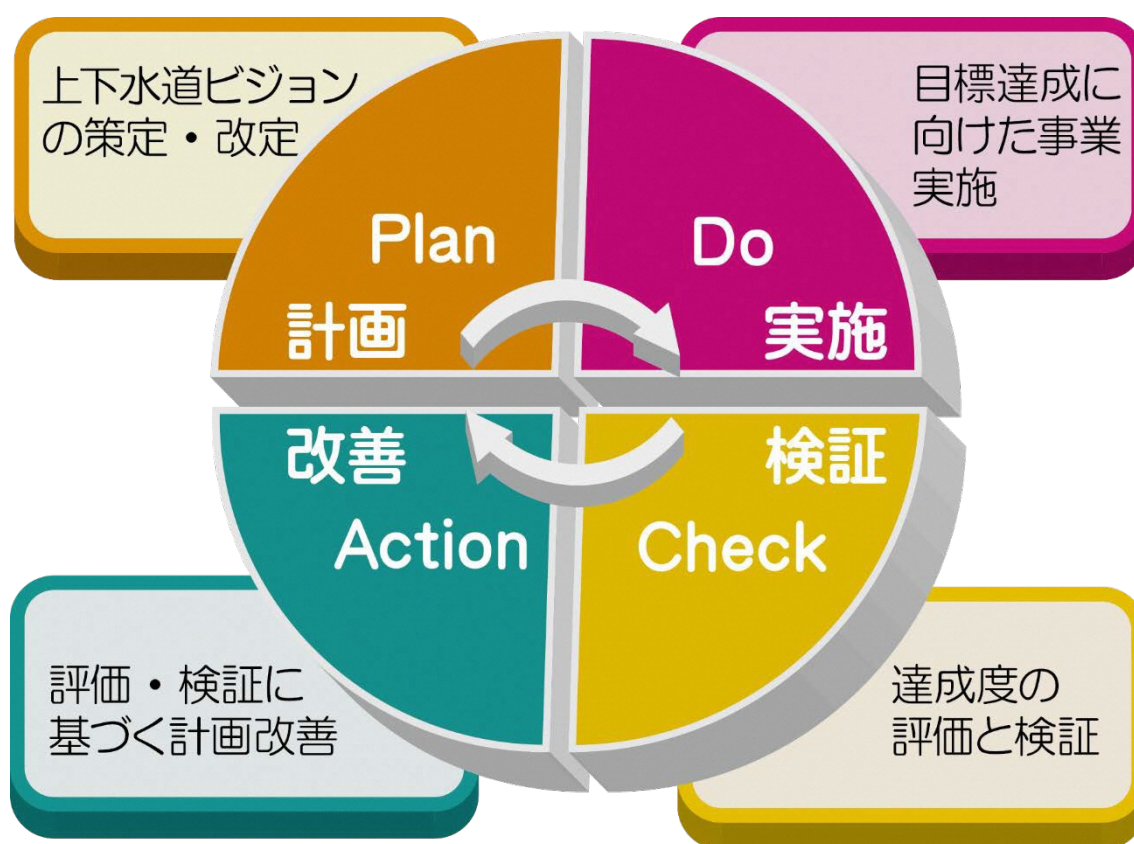 上下水道ビジョン
の策定・改定
目標達成に
向けた事業
実施
Plan
計画
Do
実施
改善
Action
検証
Check
評価・検証に
基づく計画改善
達成度の
評価と検証